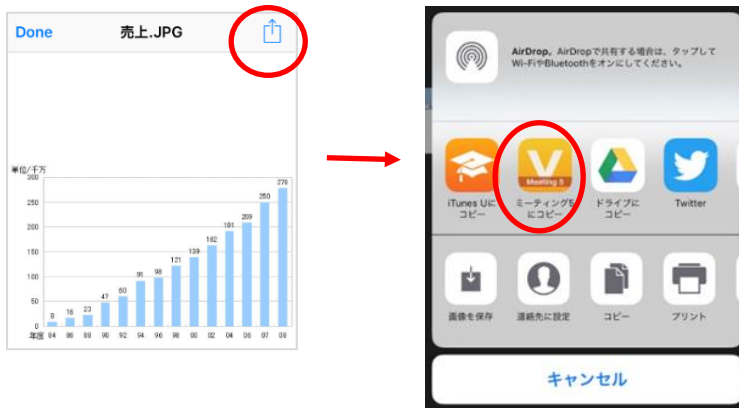 Done 売上.JPG
単位/千万
300
250
200
150
100
50
0
8 16 23 47 60 91 98 121 139 162 191 209 250 278
年度 84 86 88 90 92 94 96 98 00 02 04 06 07 08
AirDrop。AirDropで共有する場合は、タップして
Wi-FiやBluetoothをオンにしてください。
V
Meeting 5
iTunes Uに
コピー
ミーティング5
にコピー
ドライブに
コピー
Twitter
画像を保存
連絡先に設定
コピー
プリント
キャンセル